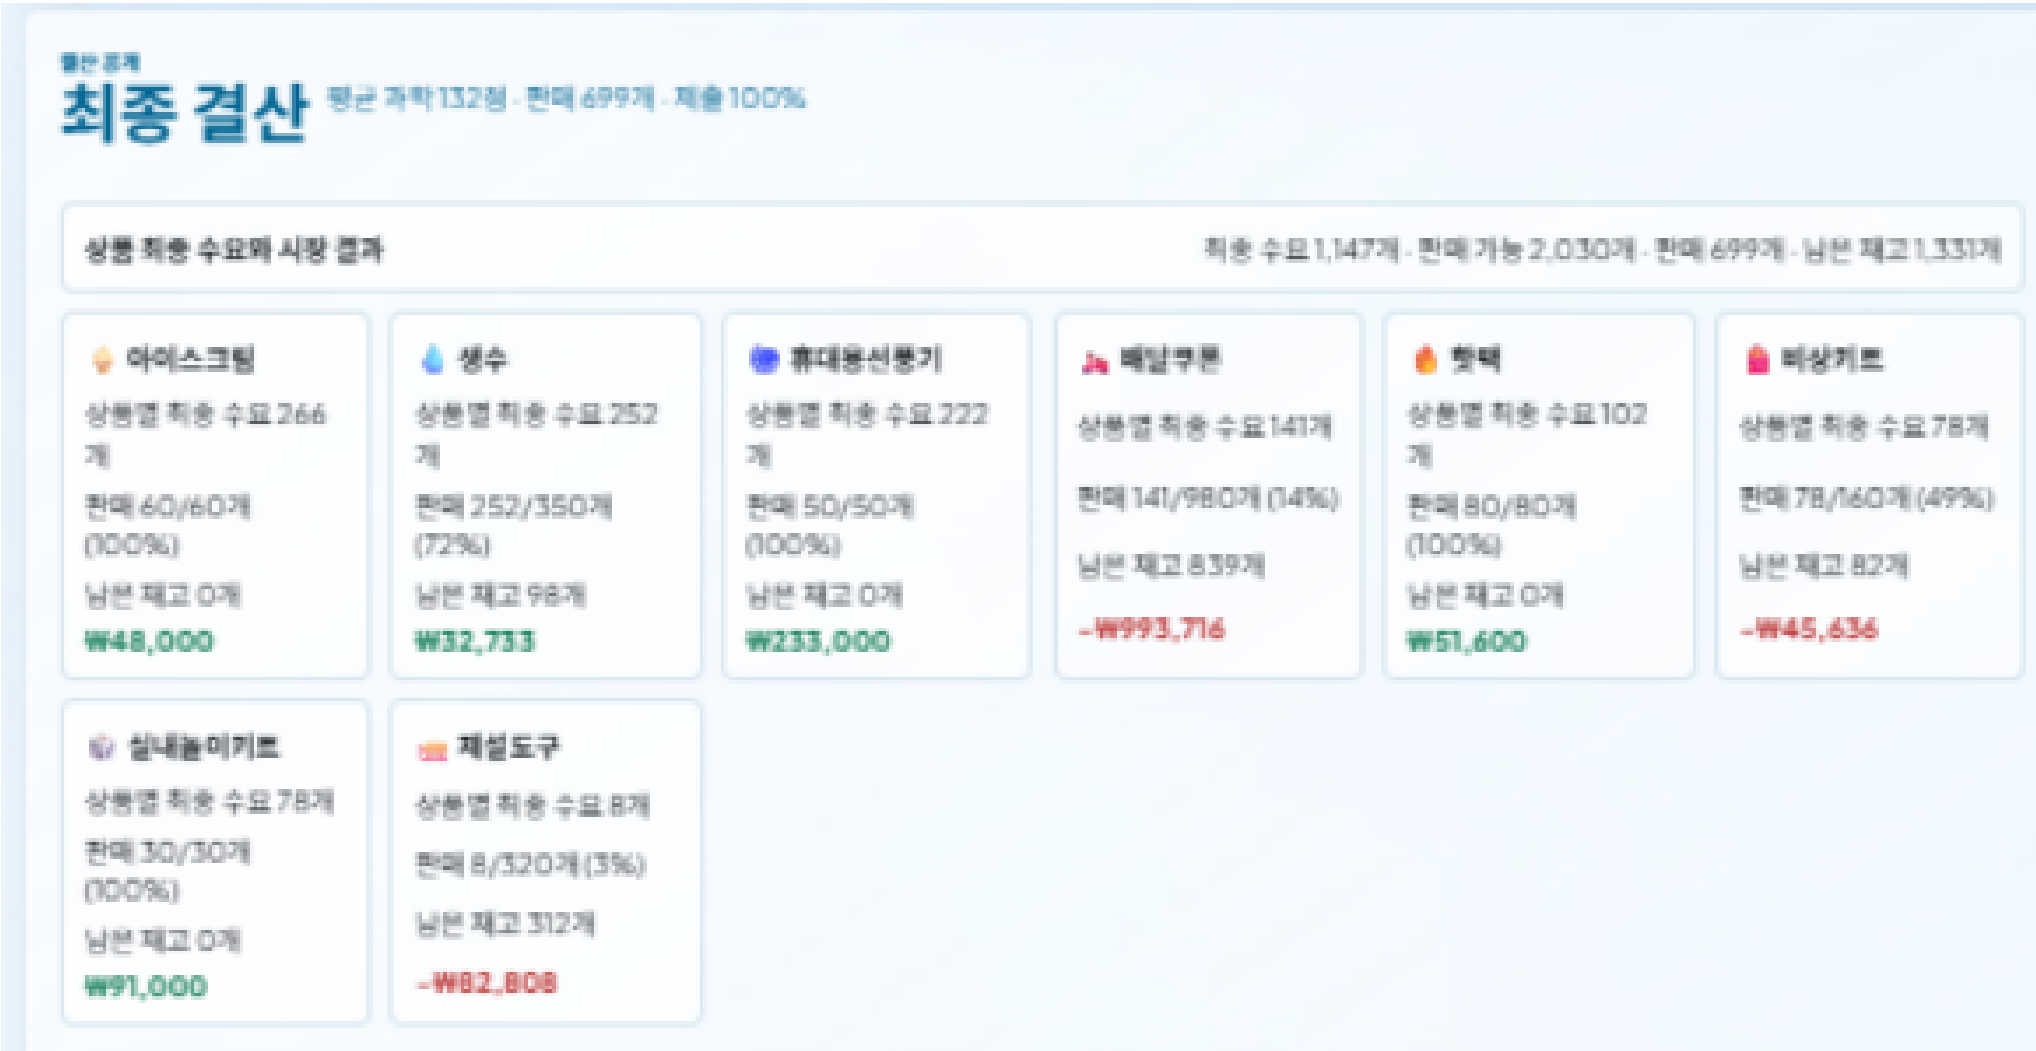 결산 공개
최종 결산 평균 과학 132점 · 판매 699개 · 제출 100%
상품 최종 수요와 시장 결과
최종 수요 1,147개 · 판매 가능 2,030개 · 판매 699개 · 남은 재고 1,331개
아이스크림
상품별 최종 수요 266
개
판매 60/60개
(100%)
남은 재고 0개
₩48,000
생수
상품별 최종 수요 252
개
판매 252/350개
(72%)
남은 재고 98개
₩32,733
휴대용선풍기
상품별 최종 수요 222
개
판매 50/50개
(100%)
남은 재고 0개
₩233,000
배달쿠폰
상품별 최종 수요 141개
판매 141/980개 (14%)
남은 재고 839개
-₩993,716
핫팩
상품별 최종 수요 102
개
판매 80/80개
(100%)
남은 재고 0개
₩51,600
비상키트
상품별 최종 수요 78개
판매 78/160개 (49%)
남은 재고 82개
-₩45,636
실내놀이키트
상품별 최종 수요 78개
판매 30/30개
(100%)
남은 재고 0개
₩91,000
제설도구
상품별 최종 수요 8개
판매 8/320개 (3%)
남은 재고 312개
-₩82,808